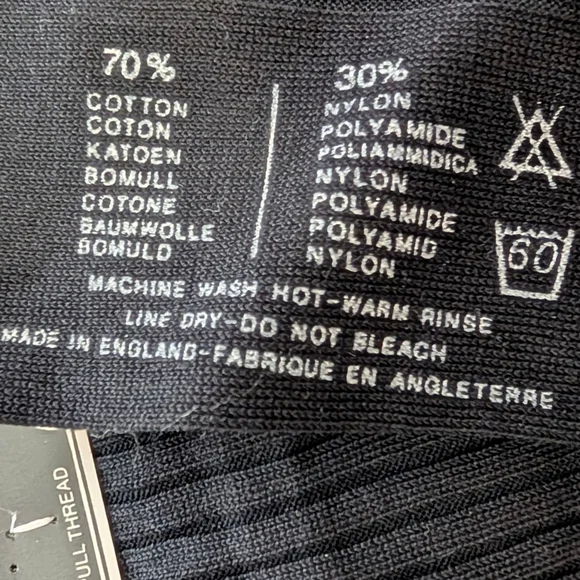 70%
COTTON
COTON
KATOEN
BOMULL
COTONE
BAUMWOLLE
BOMULD
30%
NYLON
POLYAMIDE
POLIAMMIDICA
NYLON
POLYAMIDE
POLYAMID
NYLON
60
MACHINE WASH HOT-WARM RINSE
LINE DRY-DO NOT BLEACH
MADE IN ENGLAND-FABRIQUE EN ANGLETERRE
THREAD